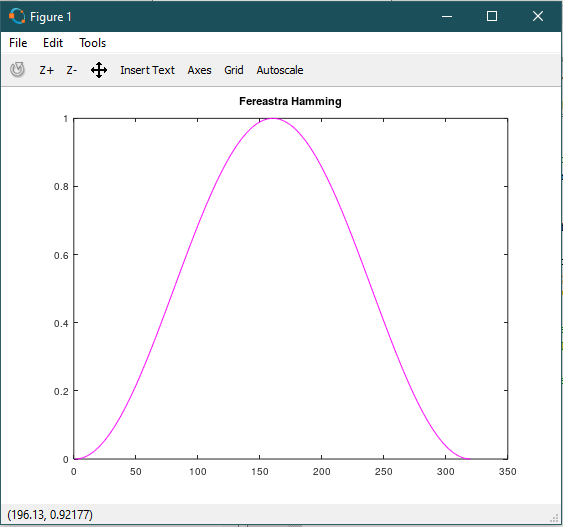 Figure 1
File Edit Tools
Z+ Z- Insert Text Axes Grid Autoscale
Fereastra Hamming
1
0.8
0.6
0.4
0.2
0
0 50 100 150 200 250 300 350
(196.13, 0.92177)